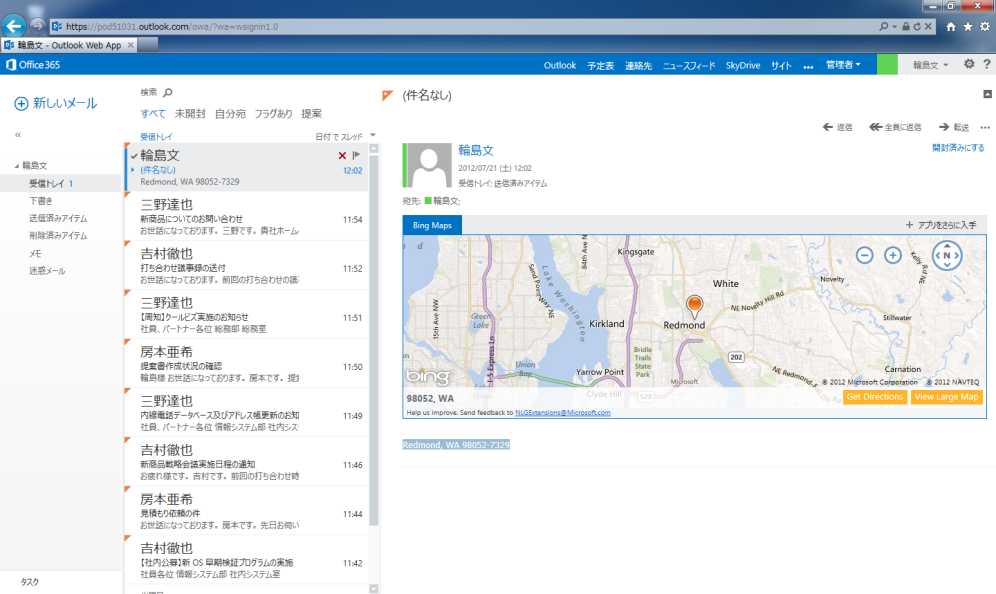 https://pod51031.outlook.com/owa/?wa=wsignin1.0
輪島文 - Outlook Web App
Office 365
Outlook 予定表 連絡先 ニュースフィード SkyDrive サイト ... 管理者 輪島文 ?
新しいメール
«
輪島文
受信トレイ 1
下書き
送信済みアイテム
削除済みアイテム
メモ
迷惑メール
タスク
検索
すべて 未開封 自分宛 フラグあり 提案
受信トレイ 日付 で スレッド
輪島文
(件名なし) 12:02
Redmond, WA 98052-7329
三野達也
新商品についてのお問い合わせ 11:54
お世話になっております。三野です。貴社ホーム
吉村徹也
打ち合わせ議事録の送付 11:52
お世話になっております。前回の打ち合わせの議
三野達也
【周知】クールビズ実施のお知らせ 11:51
社員、パートナー各位 総務部 総務室
房本亜希
提案書作成状況の確認 11:50
輪島様 お世話になっております。房本です。
三野達也
内線電話データベース及びアドレス帳更新のお知 11:49
社員、パートナー各位 情報システム部 社内シス
吉村徹也
新商品戦略会議実施日程の通知 11:46
お疲れ様です。吉村です。前回の打ち合わせ時
房本亜希
見積もり依頼の件 11:44
お世話になっております。房本です。先日お伺い
吉村徹也
【社内公募】新 OS 早期検証プログラムの実施 11:42
社員各位 情報システム部 社内システム室
(件名なし)
返信 全員に返信 転送 ...
開封済みにする
輪島文
2012/07/21 (土) 12:02
受信トレイ; 送信済みアイテム
宛先: 輪島文;
Bing Maps + アプリをさらに入手
Kingsgate
84th Ave N
Kelly Rd NE
N
Lake Washington
Sand Point Way NE
White
Novelty
NE Novelty Hill Rd
15th Ave NW
Green Lake
Kirkland
Redmond
Stillwater
I-5 Express Ln
Bridle Trails State Park
202
Union Bay
Yarrow Point
Microsoft
NE Redmond-F
Carnation
bing
© 2012 Microsoft Corporation © 2012 NAVTEQ
Clyde Hill
520
98052, WA
Get Directions View Large Map
Help us improve. Send feedback to NLGExtensions@Microsoft.com
Redmond, WA 98052-7329